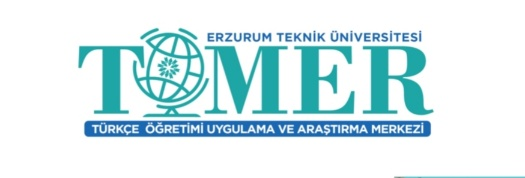 ERZURUM TEKNİK ÜNİVERSİTESİ
TÖMER
TÜRKÇE ÖĞRETİMİ UYGULAMA VE ARAŞTIRMA MERKEZİ